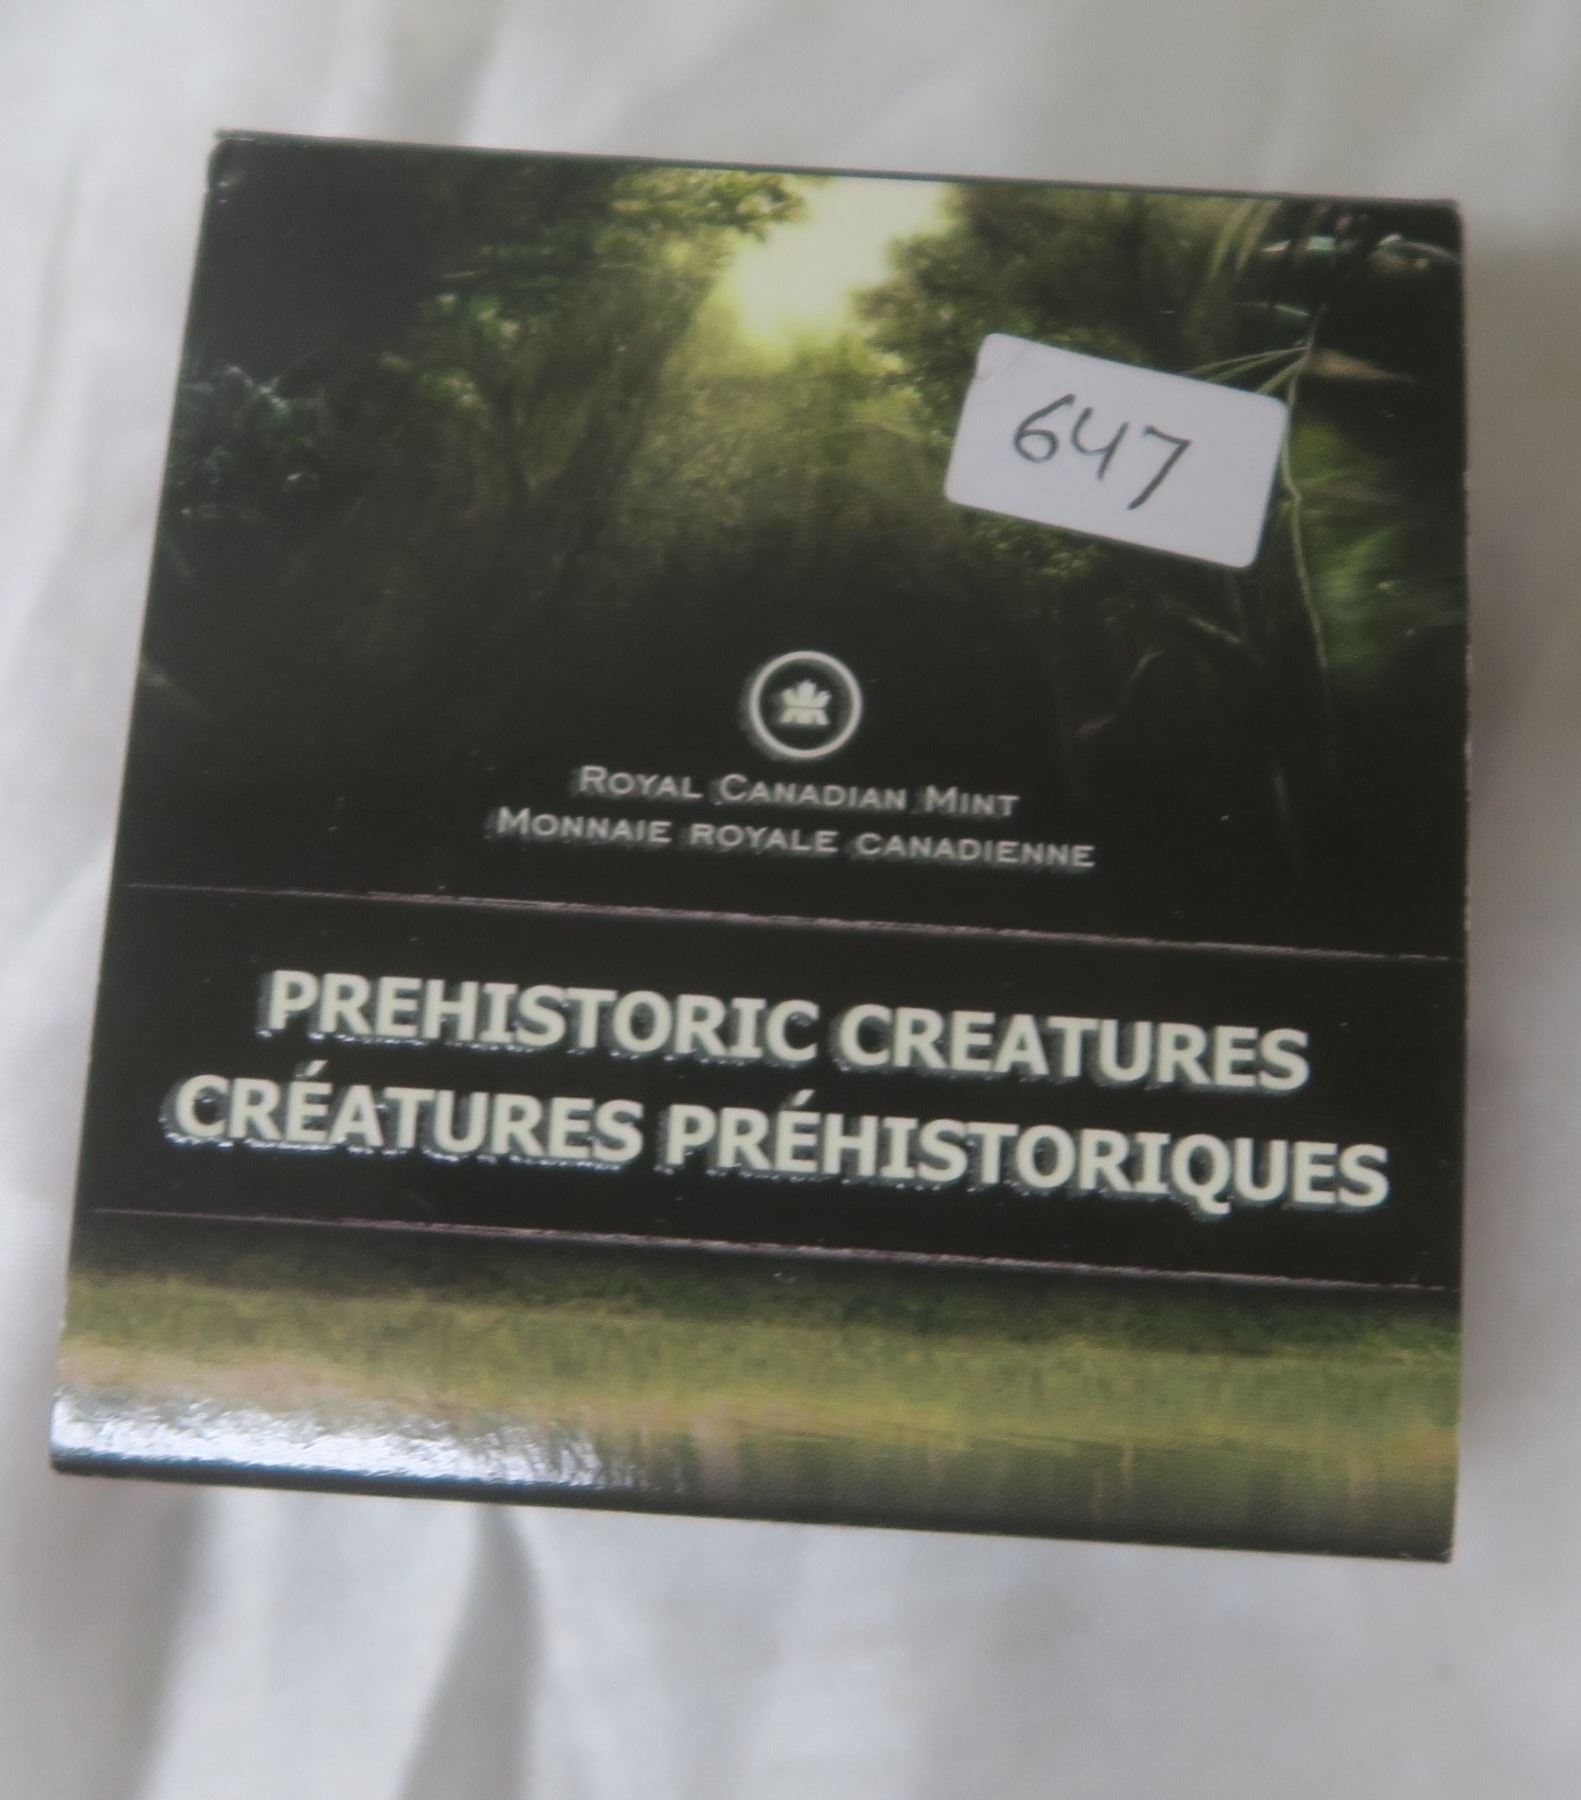 647
ROYAL CANADIAN MINT
MONNAIE ROYALE CANADIENNE
PREHISTORIC CREATURES
CRÉATURES PRÉHISTORIQUES